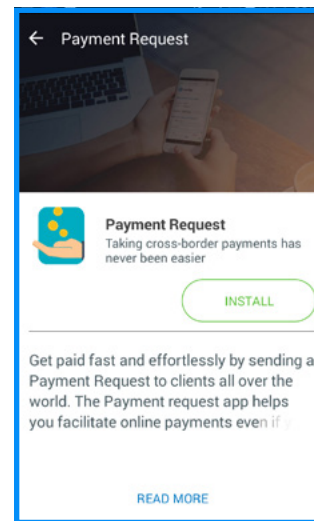 Payment Request
Payment Request
Taking cross-border payments has
never been easier
INSTALL
Get paid fast and effortlessly by sending a
Payment Request to clients all over the
world. The Payment request app helps
you facilitate online payments even if
READ MORE